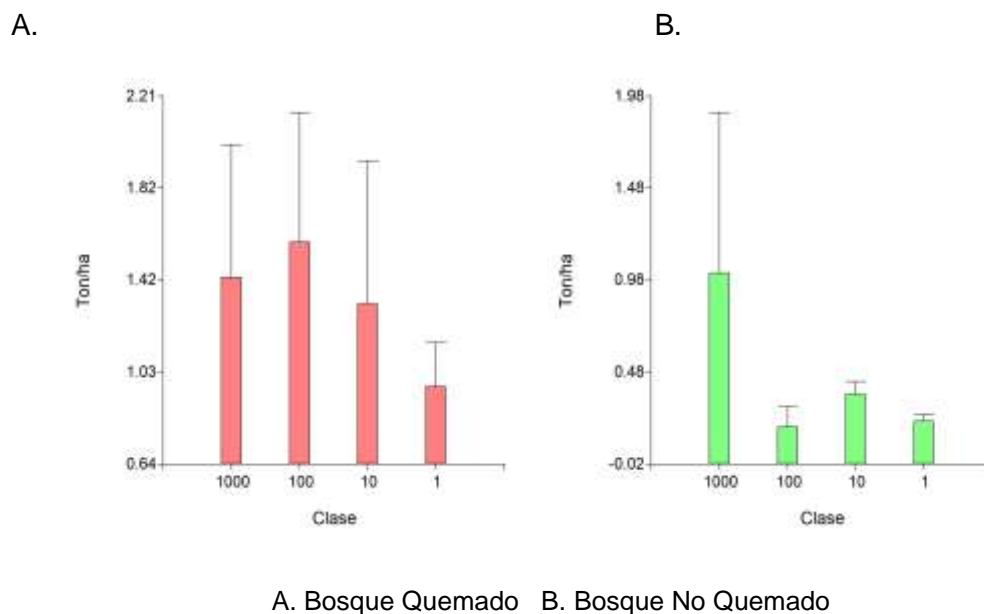 A.
B.
2.21
1.82
1.42
1.03
0.64
Ton/ha
1000 100 10 1
Clase
1.98
1.48
0.98
0.48
-0.02
Ton/ha
1000 100 10 1
Clase
A. Bosque Quemado B. Bosque No Quemado